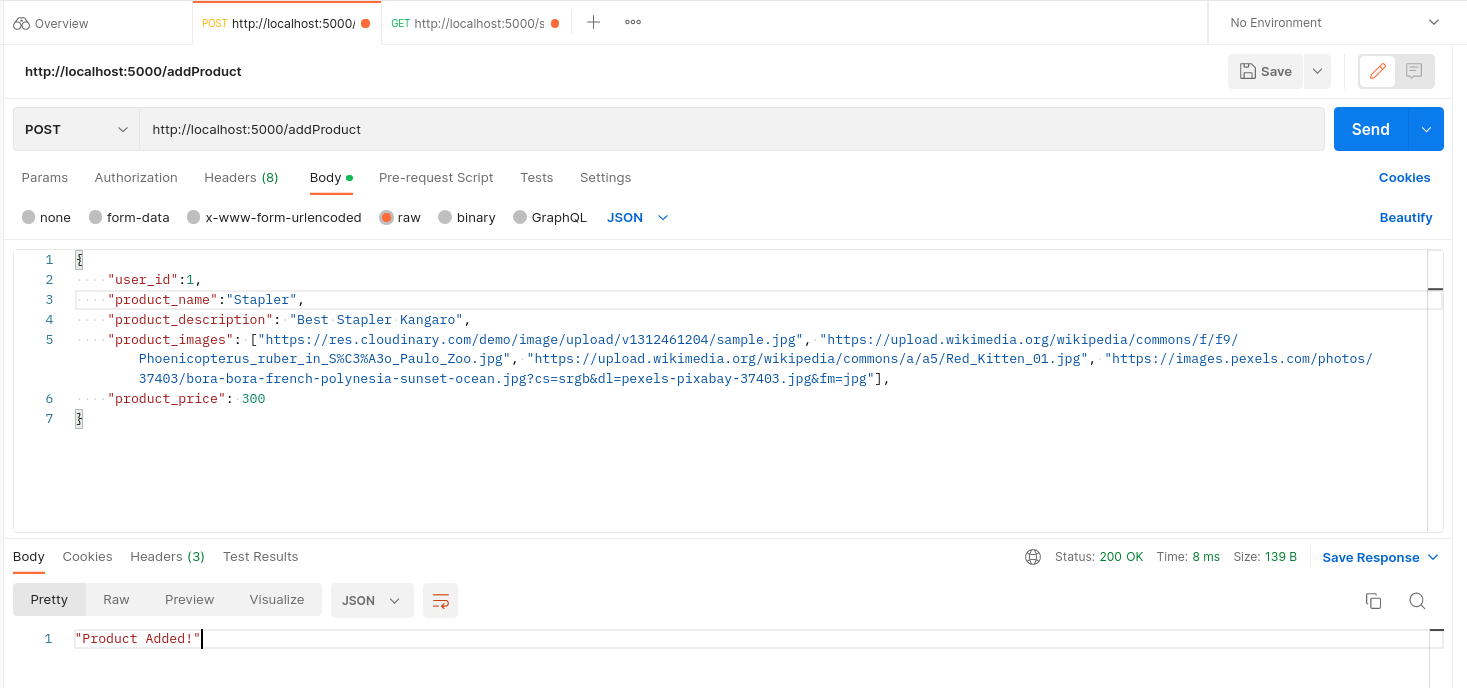 Overview
POST http://localhost:5000/
GET http://localhost:5000/s
No Environment
http://localhost:5000/addProduct
Save
POST
http://localhost:5000/addProduct
Send
Params Authorization Headers (8) Body Pre-request Script Tests Settings Cookies
none form-data x-www-form-urlencoded raw binary GraphQL JSON Beautify
1 {
2 "user_id":1,
3 "product_name":"Stapler",
4 "product_description": "Best Stapler Kangaro",
5 "product_images": ["https://res.cloudinary.com/demo/image/upload/v1312461204/sample.jpg", "https://upload.wikimedia.org/wikipedia/commons/f/f9/
Phoenicopterus_ruber_in_S%C3%A3o_Paulo_Zoo.jpg", "https://upload.wikimedia.org/wikipedia/commons/a/a5/Red_Kitten_01.jpg", "https://images.pexels.com/photos/
37403/bora-bora-french-polynesia-sunset-ocean.jpg?cs=srgb&dl=pexels-pixabay-37403.jpg&fm=jpg"],
6 "product_price": 300
7 }
Body Cookies Headers (3) Test Results Status: 200 OK Time: 8 ms Size: 139 B Save Response
Pretty Raw Preview Visualize JSON
1 "Product Added!"